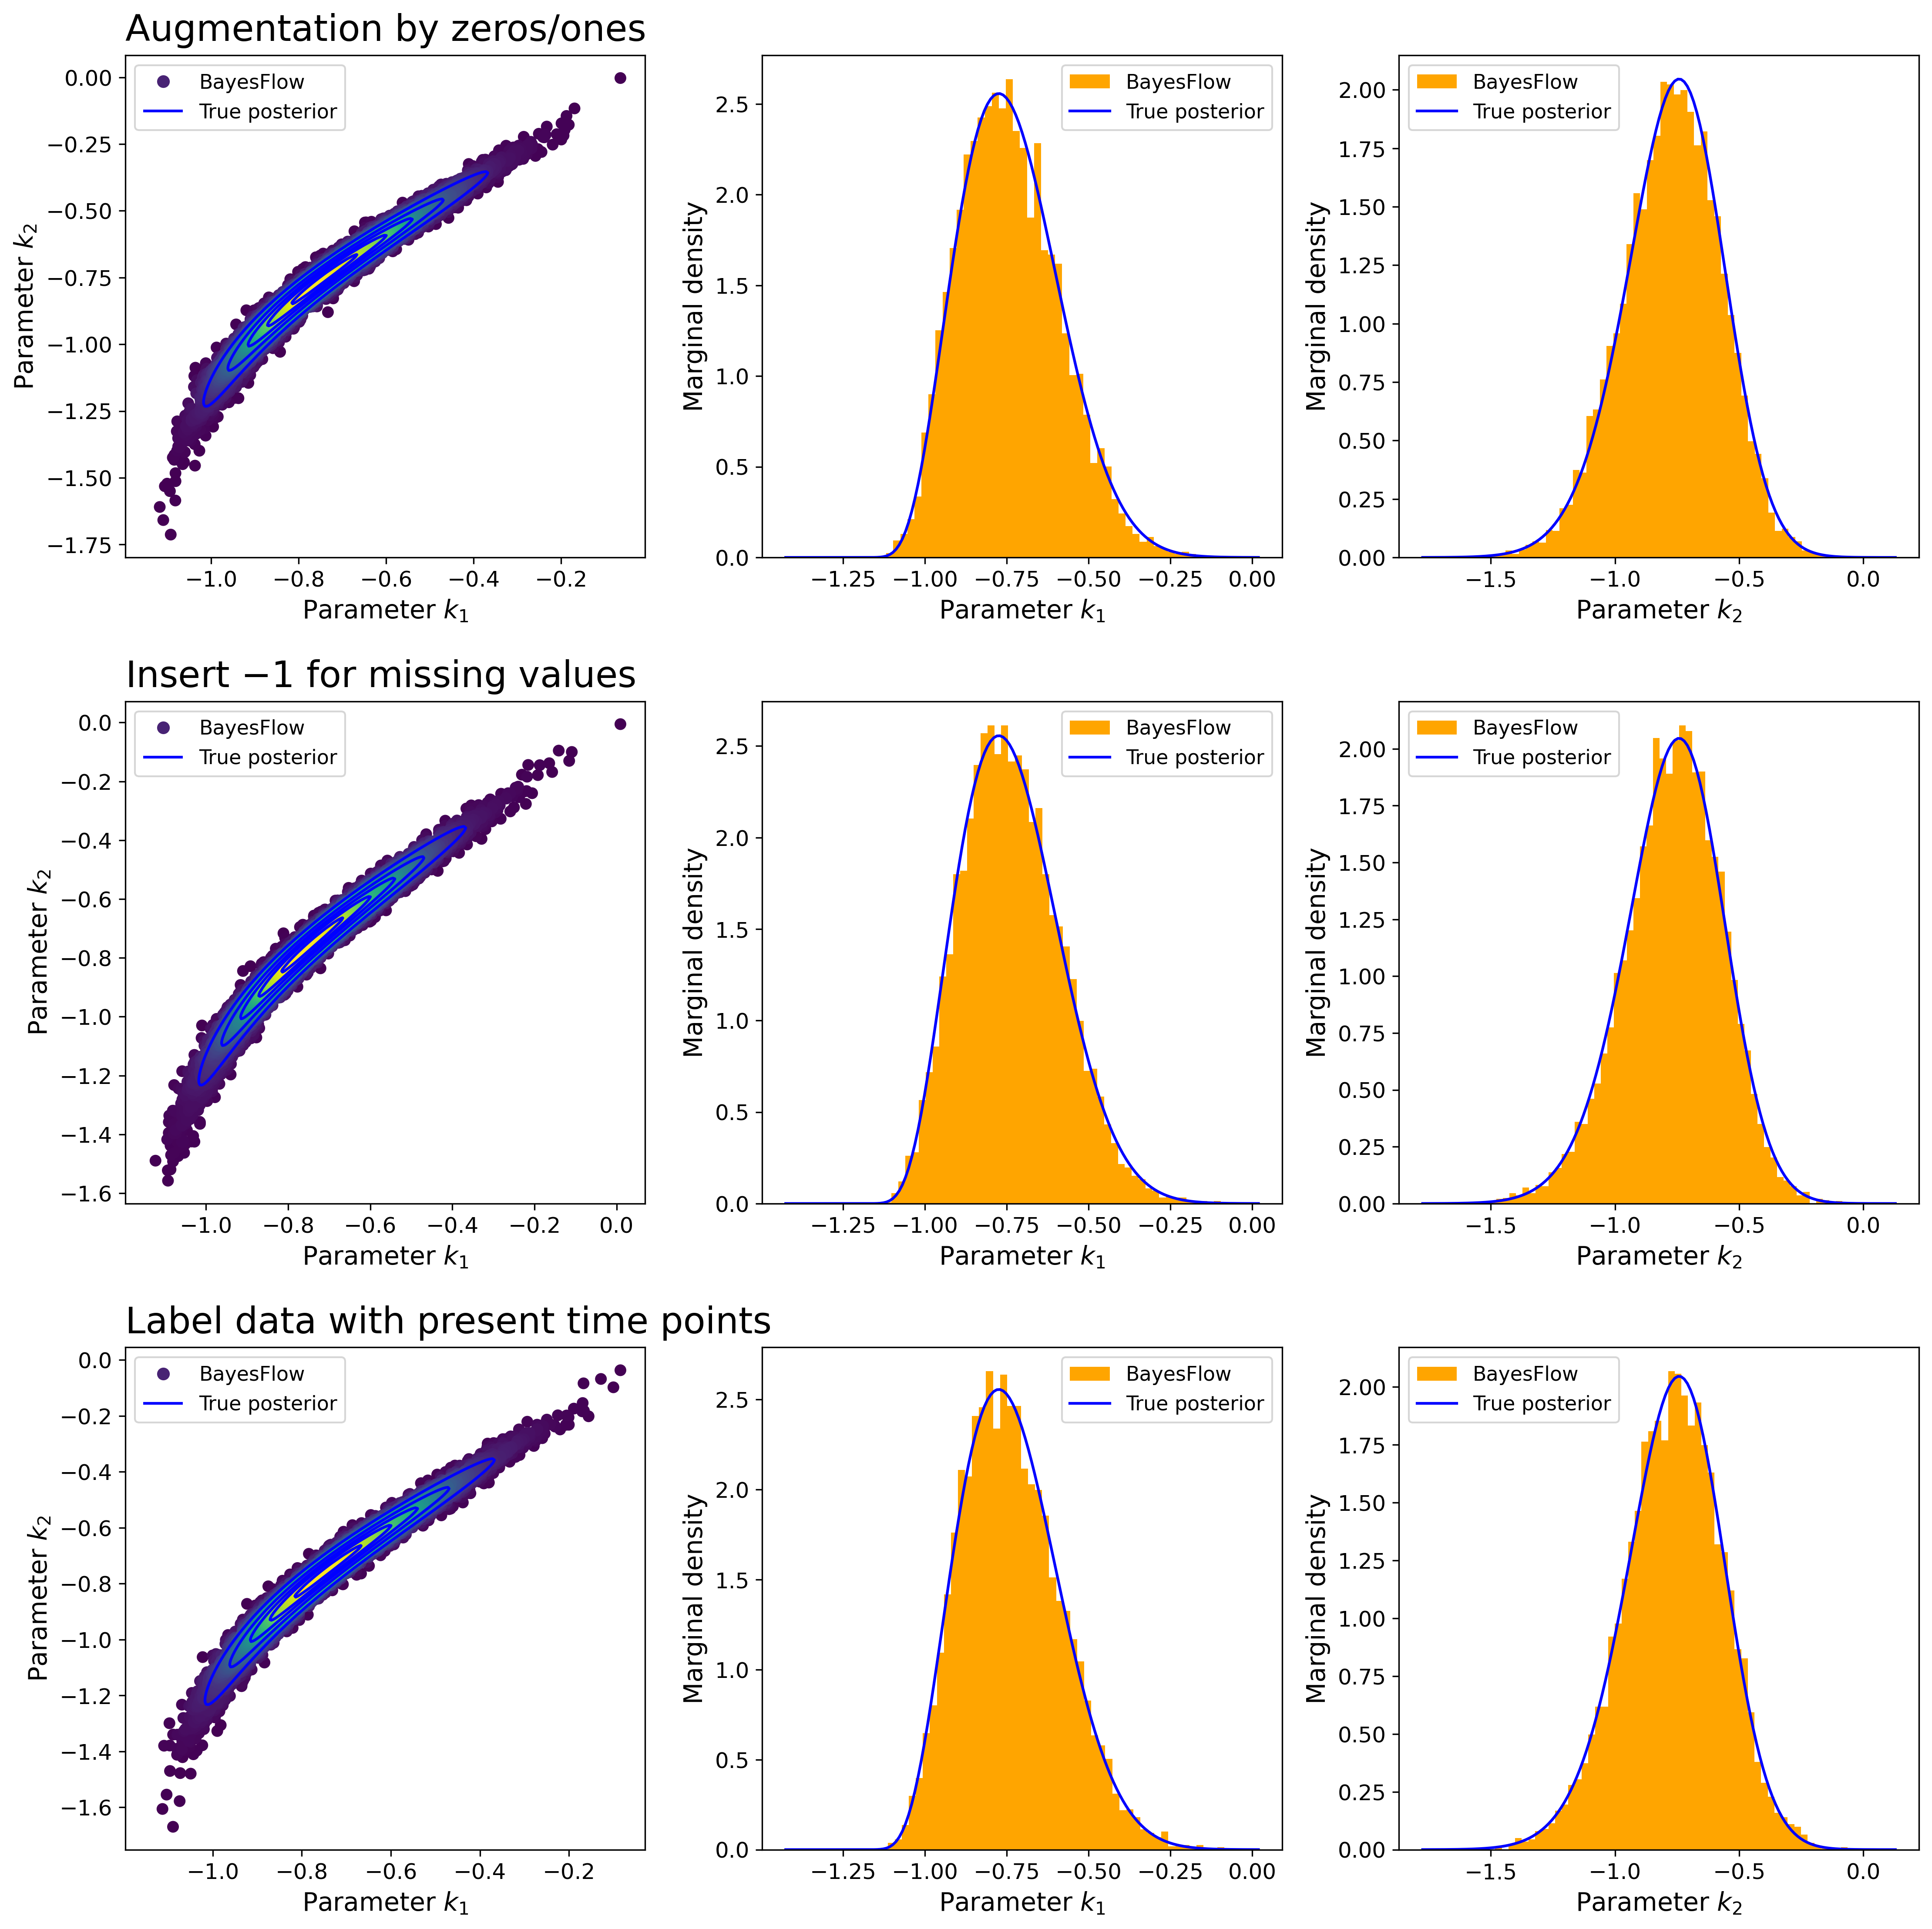 Augmentation by zeros/ones
BayesFlow
True posterior
0.00
−0.25
−0.50
−0.75
−1.00
−1.25
−1.50
−1.75
Parameter k₂
−1.0 −0.8 −0.6 −0.4 −0.2
Parameter k₁
BayesFlow
True posterior
2.5
2.0
1.5
1.0
0.5
0.0
Marginal density
−1.25 −1.00 −0.75 −0.50 −0.25 0.00
Parameter k₁
BayesFlow
True posterior
2.00
1.75
1.50
1.25
1.00
0.75
0.50
0.25
0.00
Marginal density
−1.5 −1.0 −0.5 0.0
Parameter k₂
Insert −1 for missing values
BayesFlow
True posterior
0.0
−0.2
−0.4
−0.6
−0.8
−1.0
−1.2
−1.4
−1.6
Parameter k₂
−1.0 −0.8 −0.6 −0.4 −0.2 0.0
Parameter k₁
BayesFlow
True posterior
2.5
2.0
1.5
1.0
0.5
0.0
Marginal density
−1.25 −1.00 −0.75 −0.50 −0.25 0.00
Parameter k₁
BayesFlow
True posterior
2.00
1.75
1.50
1.25
1.00
0.75
0.50
0.25
0.00
Marginal density
−1.5 −1.0 −0.5 0.0
Parameter k₂
Label data with present time points
BayesFlow
True posterior
0.0
−0.2
−0.4
−0.6
−0.8
−1.0
−1.2
−1.4
−1.6
Parameter k₂
−1.0 −0.8 −0.6 −0.4 −0.2
Parameter k₁
BayesFlow
True posterior
2.5
2.0
1.5
1.0
0.5
0.0
Marginal density
−1.25 −1.00 −0.75 −0.50 −0.25 0.00
Parameter k₁
BayesFlow
True posterior
2.00
1.75
1.50
1.25
1.00
0.75
0.50
0.25
0.00
Marginal density
−1.5 −1.0 −0.5 0.0
Parameter k₂